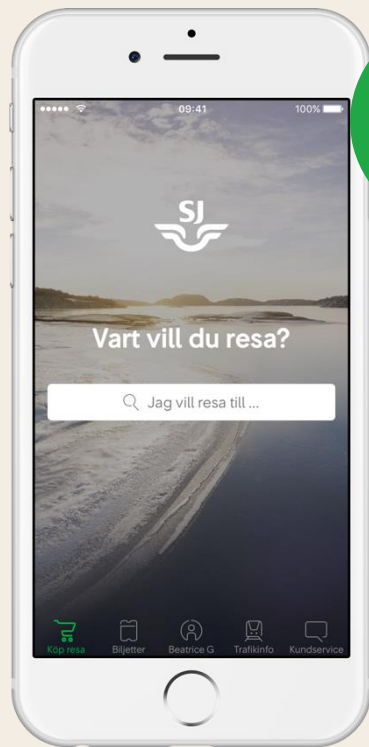 09:41
100%
SJ
Vart vill du resa?
Jag vill resa till ...
Köp resa
Biljetter
Beatrice G
Trafikinfo
Kundservice